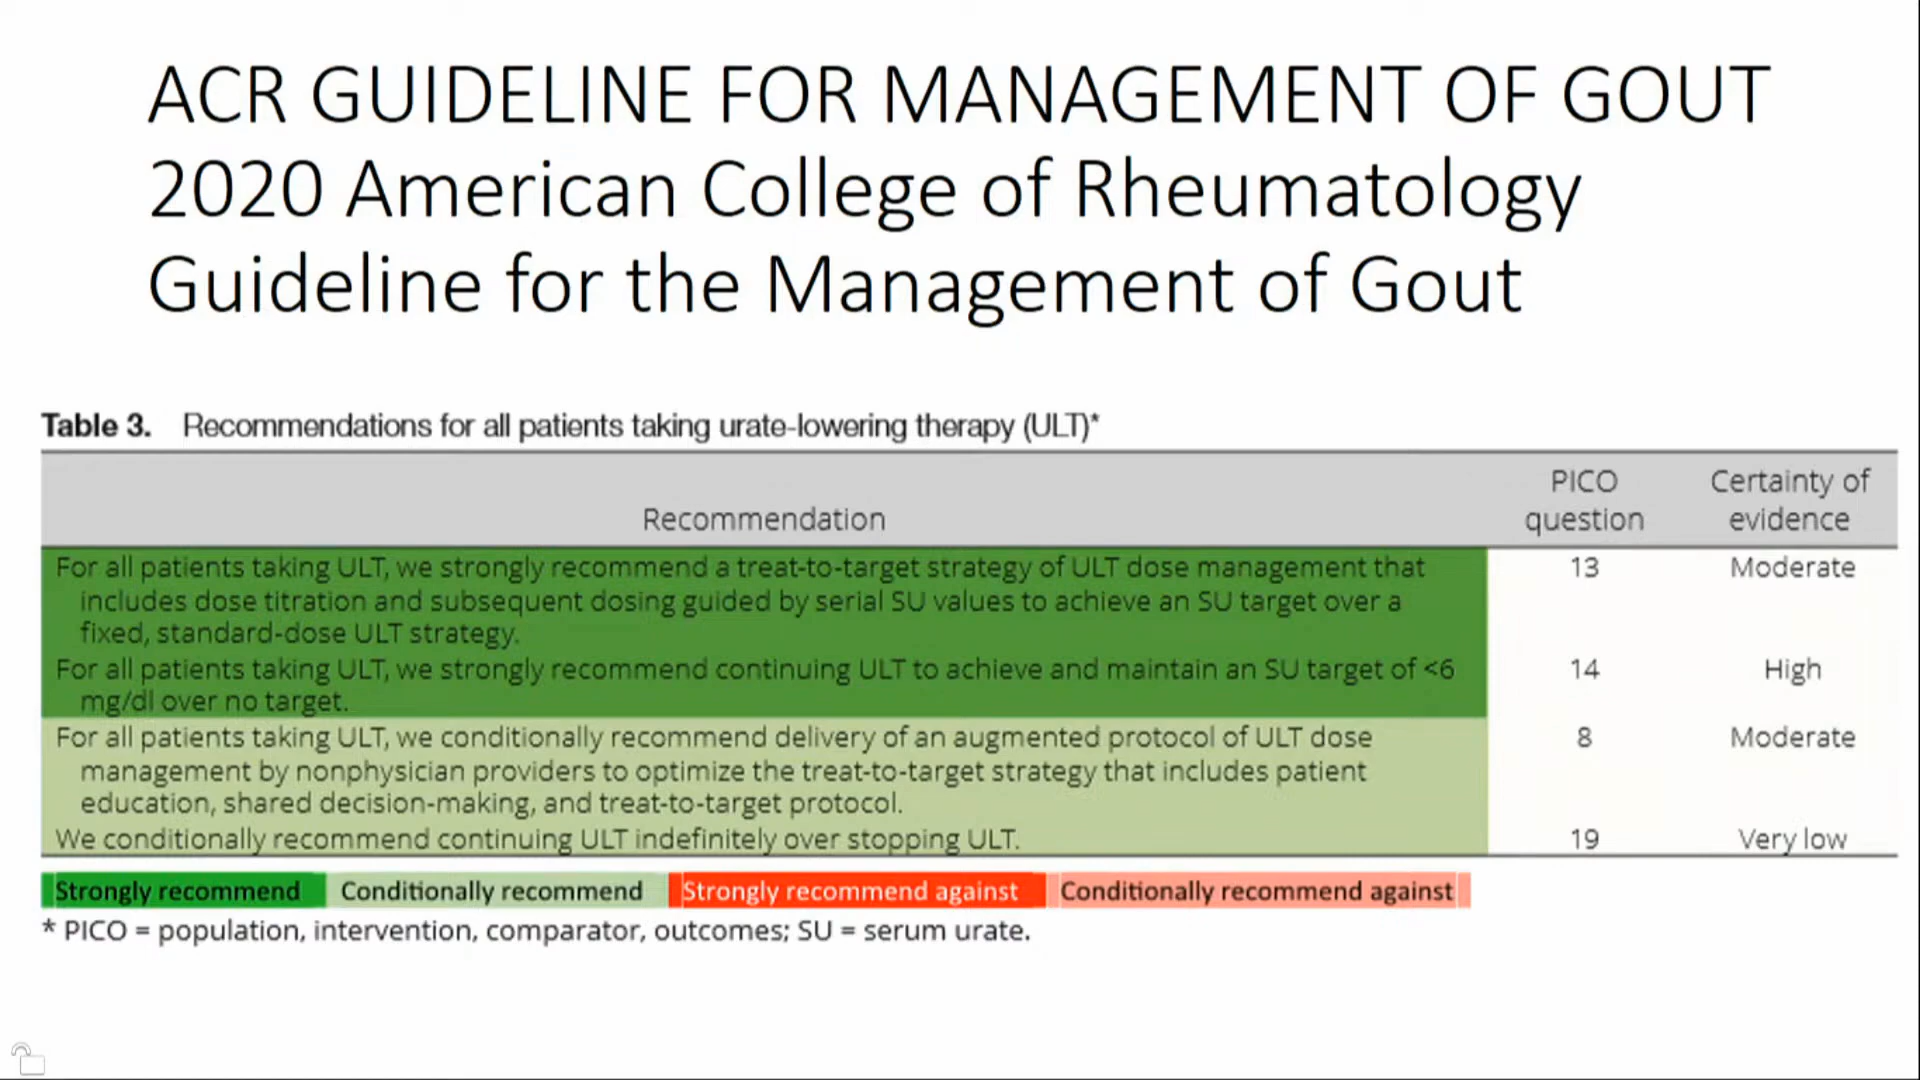 ACR GUIDELINE FOR MANAGEMENT OF GOUT
2020 American College of Rheumatology
Guideline for the Management of Gout
Table 3. Recommendations for all patients taking urate-lowering therapy (ULT)*
Recommendation
PICO question
Certainty of evidence
For all patients taking ULT, we strongly recommend a treat-to-target strategy of ULT dose management that
includes dose titration and subsequent dosing guided by serial SU values to achieve an SU target over a
fixed, standard-dose ULT strategy.
13
Moderate
For all patients taking ULT, we strongly recommend continuing ULT to achieve and maintain an SU target of <6
mg/dl over no target.
14
High
For all patients taking ULT, we conditionally recommend delivery of an augmented protocol of ULT dose
management by nonphysician providers to optimize the treat-to-target strategy that includes patient
education, shared decision-making, and treat-to-target protocol.
8
Moderate
We conditionally recommend continuing ULT indefinitely over stopping ULT.
19
Very low
Strongly recommend
Conditionally recommend
Strongly recommend against
Conditionally recommend against
* PICO = population, intervention, comparator, outcomes; SU = serum urate.